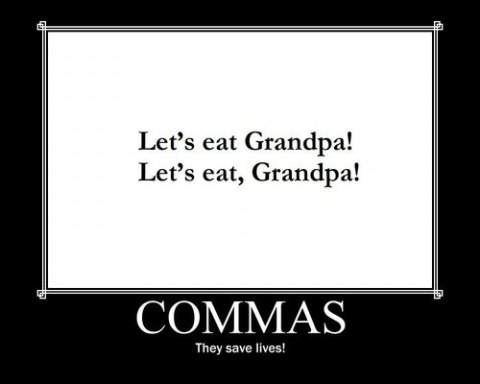 Let’s eat Grandpa!
Let’s eat, Grandpa!
COMMAS
They save lives!